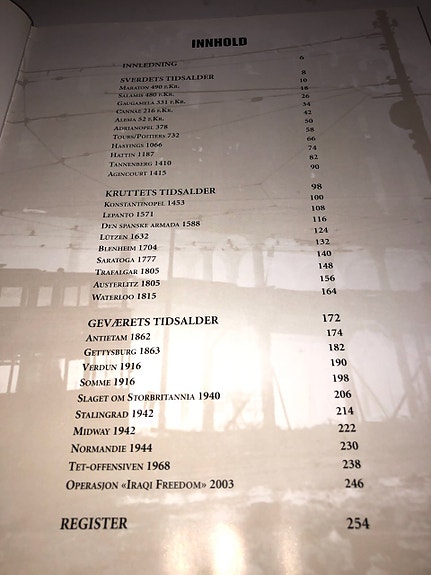 INNHOLD
INNLEDNING 6
SVERDETS TIDSALDER 8
MARATON 490 F.KR. 10
SALAMIS 480 F.KR. 18
GAUGAMELA 331 F.KR. 26
CANNAE 216 F.KR. 34
ALESIA 52 F.KR. 42
ADRIANOPEL 378 50
TOURS/POITIERS 732 58
HASTINGS 1066 66
HATTIN 1187 74
TANNENBERG 1410 82
AGINCOURT 1415 90
KRUTTETS TIDSALDER 98
KONSTANTINOPEL 1453 100
LEPANTO 1571 108
DEN SPANSKE ARMADA 1588 116
LÜTZEN 1632 124
BLENHEIM 1704 132
SARATOGA 1777 140
TRAFALGAR 1805 148
AUSTERLITZ 1805 156
WATERLOO 1815 164
GEVÆRETS TIDSALDER 172
ANTIETAM 1862 174
GETTYSBURG 1863 182
VERDUN 1916 190
SOMME 1916 198
SLAGET OM STORBRITANNIA 1940 206
STALINGRAD 1942 214
MIDWAY 1942 222
NORMANDIE 1944 230
TET-OFFENSIVEN 1968 238
OPERASJON «IRAQI FREEDOM» 2003 246
REGISTER 254